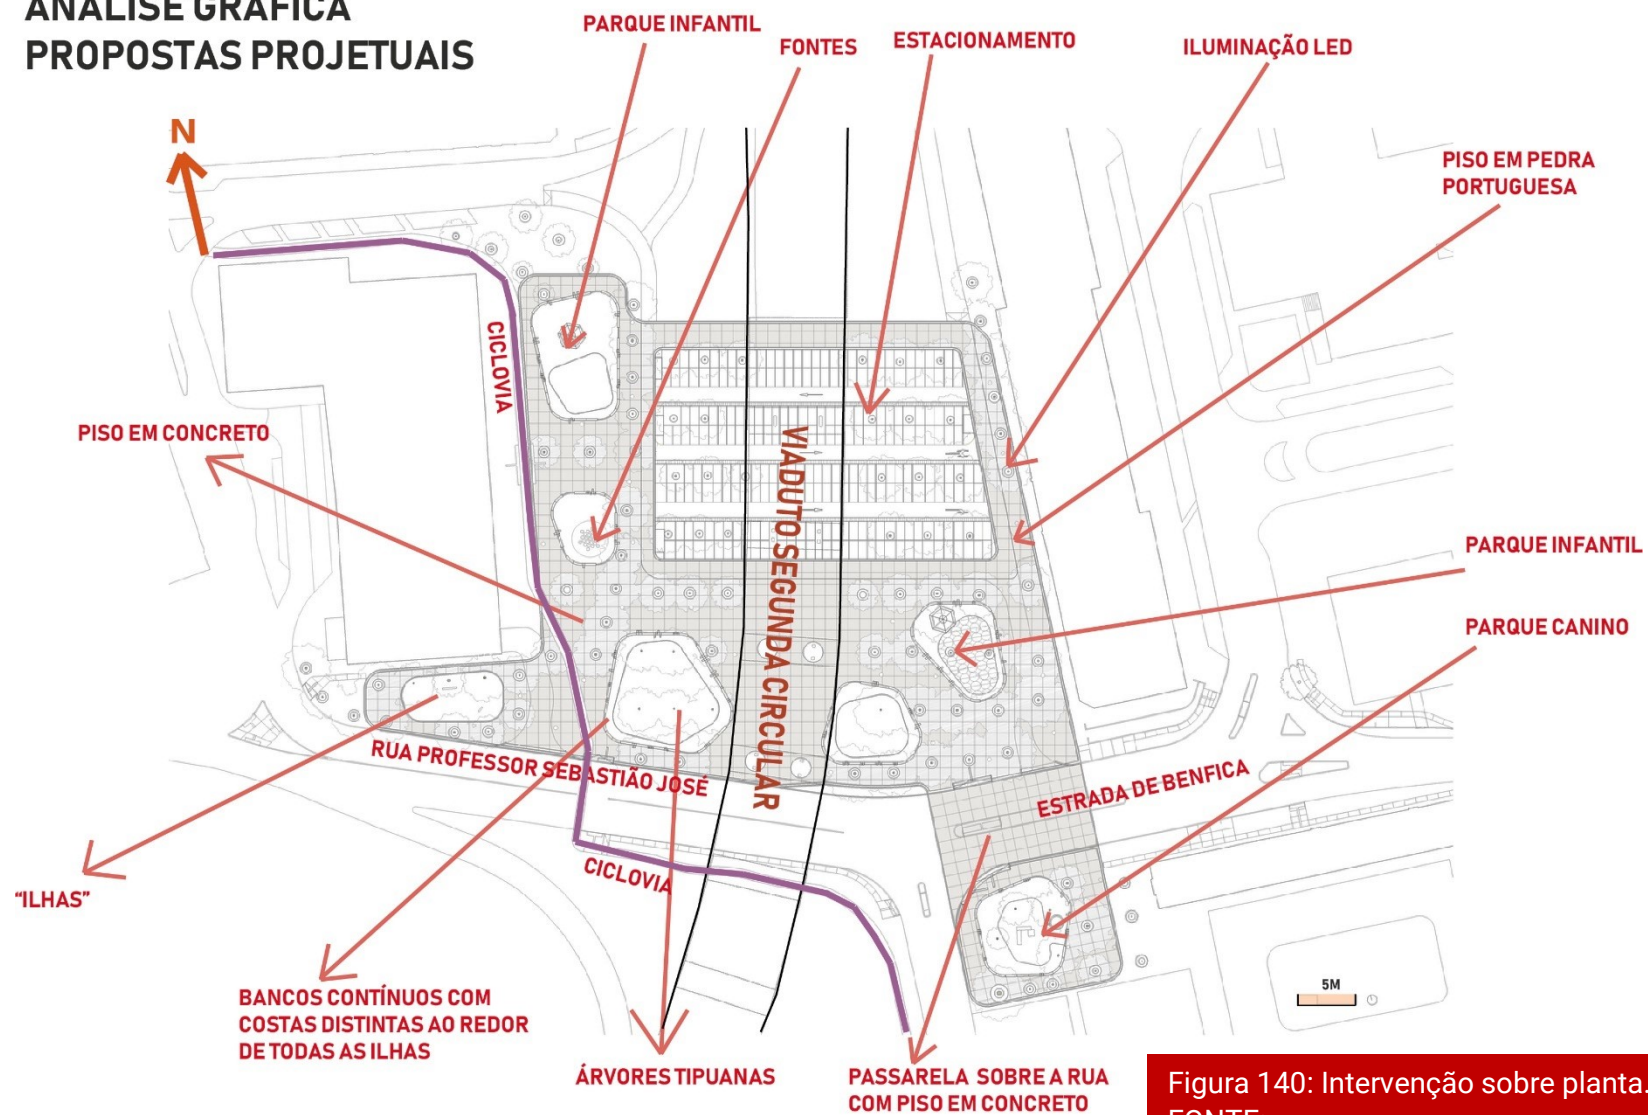 ANÁLISE GRÁFICA
PROPOSTAS PROJETUAIS
PARQUE INFANTIL
FONTES
ESTACIONAMENTO
ILUMINAÇÃO LED
N
PISO EM PEDRA
PORTUGUESA
CICLOVIA
PISO EM CONCRETO
VIADUTO SEGUNDA CIRCULAR
PARQUE INFANTIL
PARQUE CANINO
RUA PROFESSOR SEBASTIÃO JOSÉ
ESTRADA DE BENFICA
CICLOVIA
"ILHAS"
BANCOS CONTÍNUOS COM
COSTAS DISTINTAS AO REDOR
DE TODAS AS ILHAS
ÁRVORES TIPUANAS
PASSARELA SOBRE A RUA
COM PISO EM CONCRETO
5M
Figura 140: Intervenção sobre planta.
FONTE